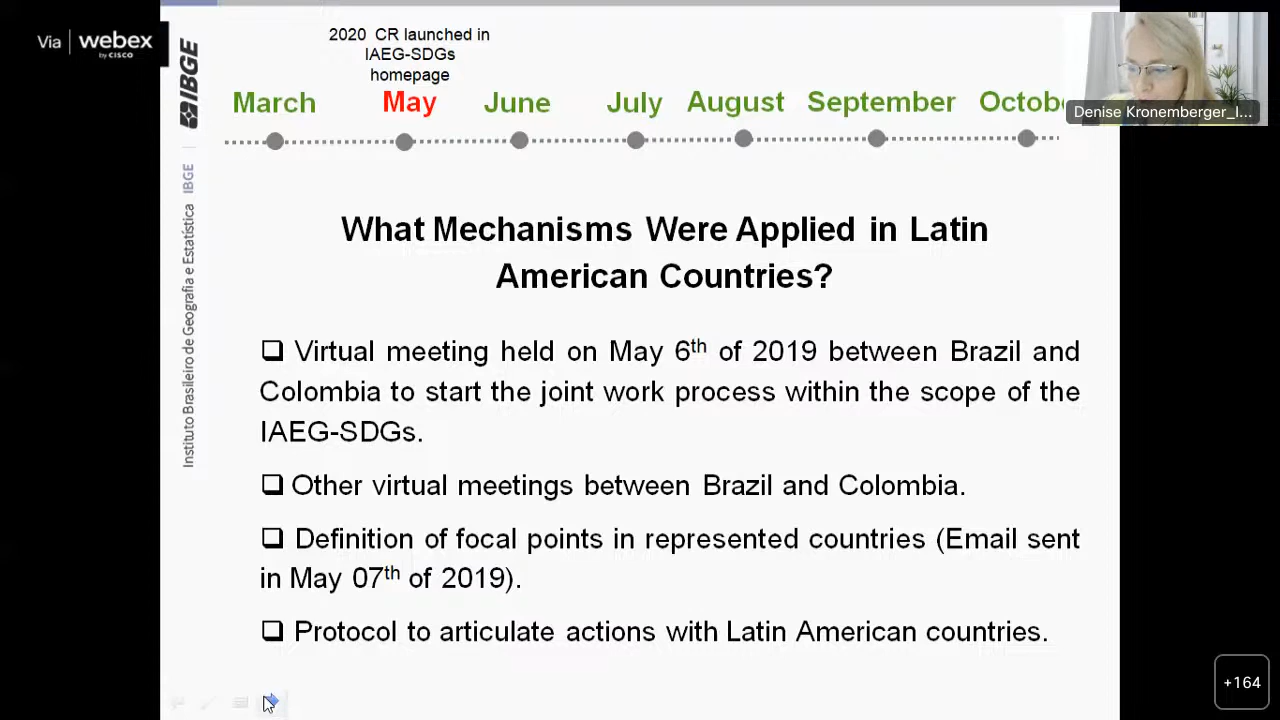 Via webex
by CISCO
2020 CR launched in
IAEG-SDGs
homepage
March May June July August September Octob
Denise Kronemberger_I...
IBGE
Instituto Brasileiro de Geografia e Estatística IBGE
What Mechanisms Were Applied in Latin
American Countries?
❑ Virtual meeting held on May 6th of 2019 between Brazil and
Colombia to start the joint work process within the scope of the
IAEG-SDGs.
❑ Other virtual meetings between Brazil and Colombia.
❑ Definition of focal points in represented countries (Email sent
in May 07th of 2019).
❑ Protocol to articulate actions with Latin American countries.
+164